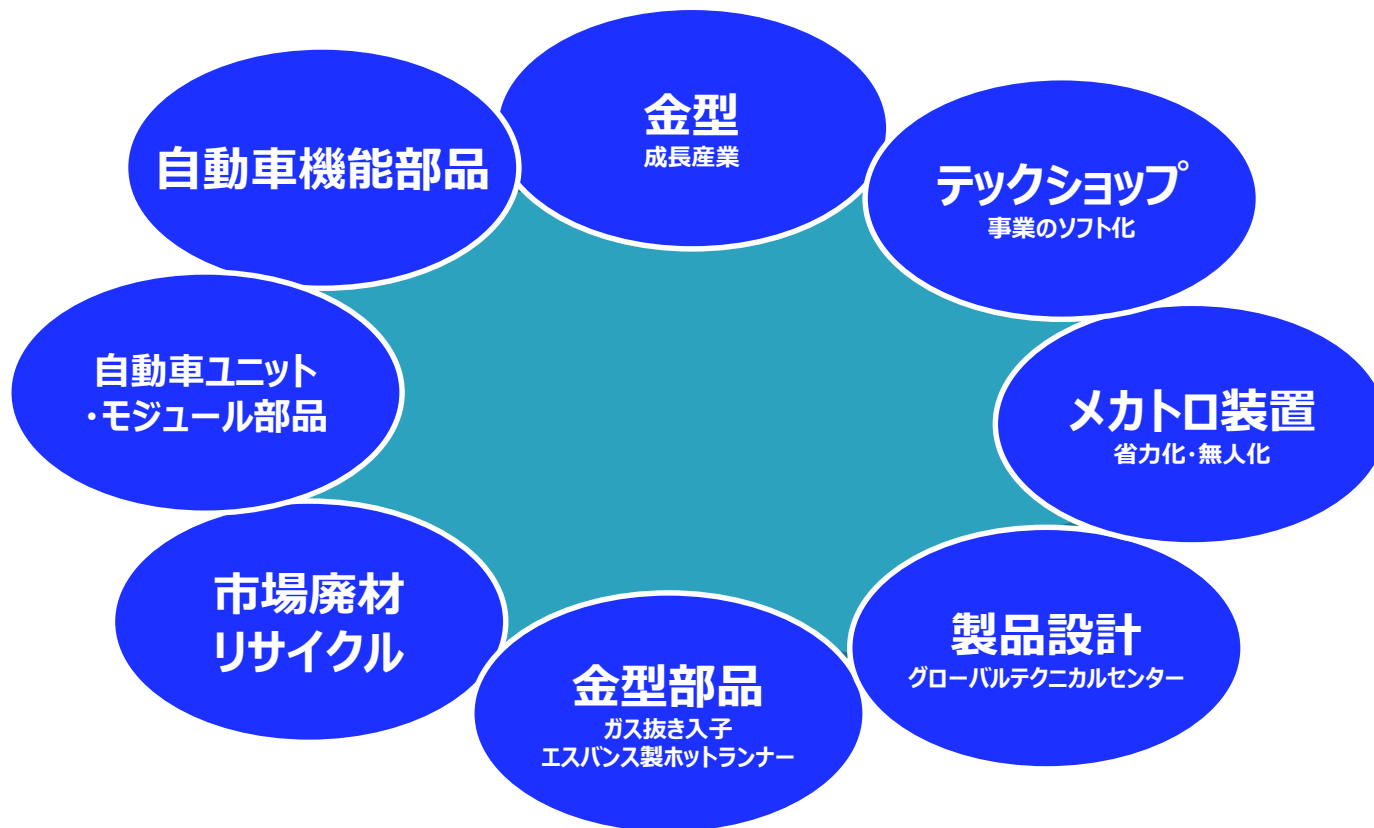 金型
成長産業
テックショップ
事業のソフト化
メカトロ装置
省力化・無人化
製品設計
グローバルテクニカルセンター
金型部品
ガス抜き入子
エスバンス製ホットランナー
市場廃材
リサイクル
自動車ユニット
・モジュール部品
自動車機能部品